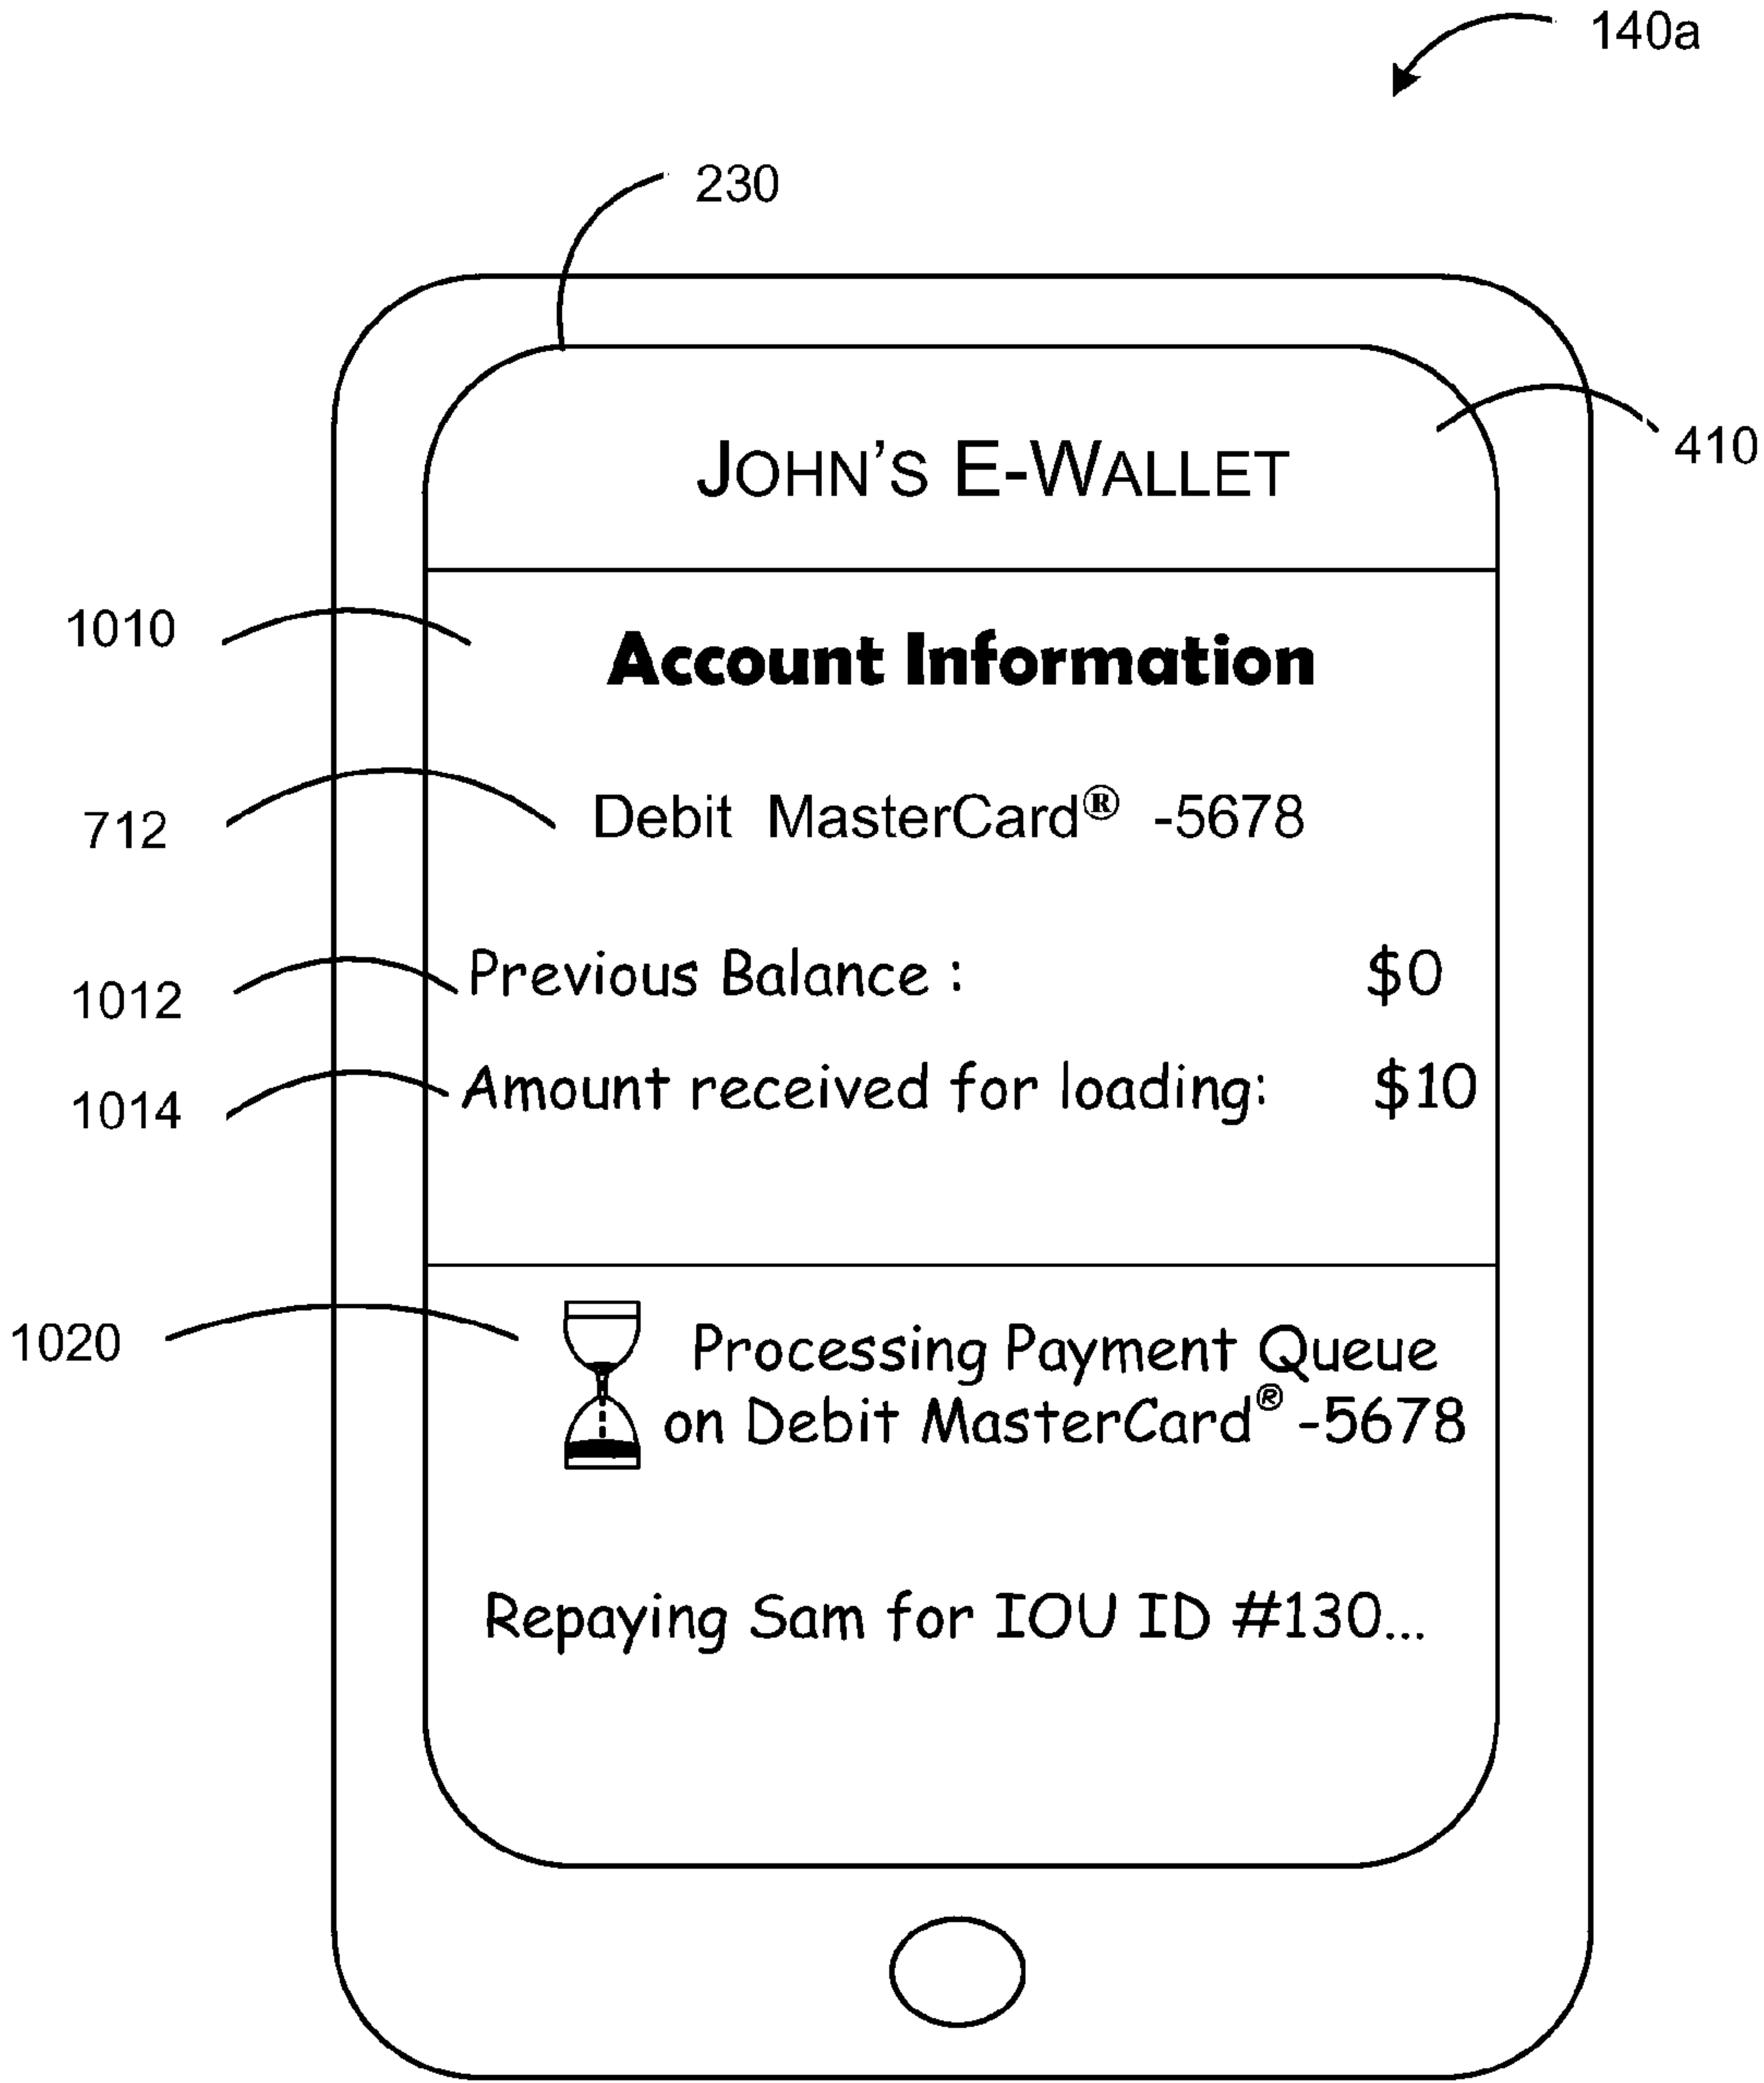 140a
230
JOHN'S E-WALLET
410
1010
Account Information
712
Debit MasterCard® -5678
1012
Previous Balance : $0
1014
Amount received for loading: $10
1020
Processing Payment Queue
on Debit MasterCard® -5678
Repaying Sam for IOU ID #130...